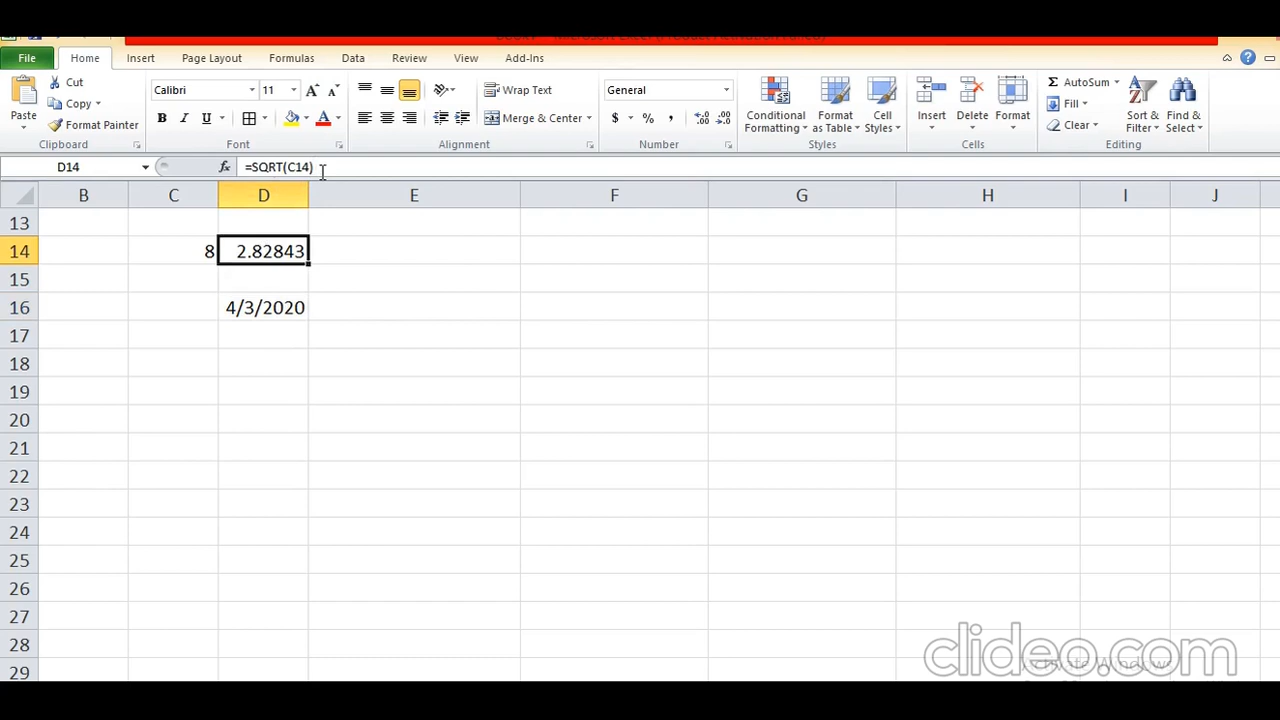 File Home Insert Page Layout Formulas Data Review View Add-Ins
Cut Calibri 11 Wrap Text General AutoSum
Copy Fill
Paste Format Painter B I U A Merge & Center $ % , Conditional Formatting Format as Table Cell Styles Insert Delete Format Clear Sort & Filter Find & Select
Clipboard Font Alignment Number Styles Cells Editing
D14 fx =SQRT(C14)
B C D E F G H I J
13
14 8 2.82843
15
16 4/3/2020
17
18
19
20
21
22
23
24
25
26
27
28
29
clideo.com
Activate Windows